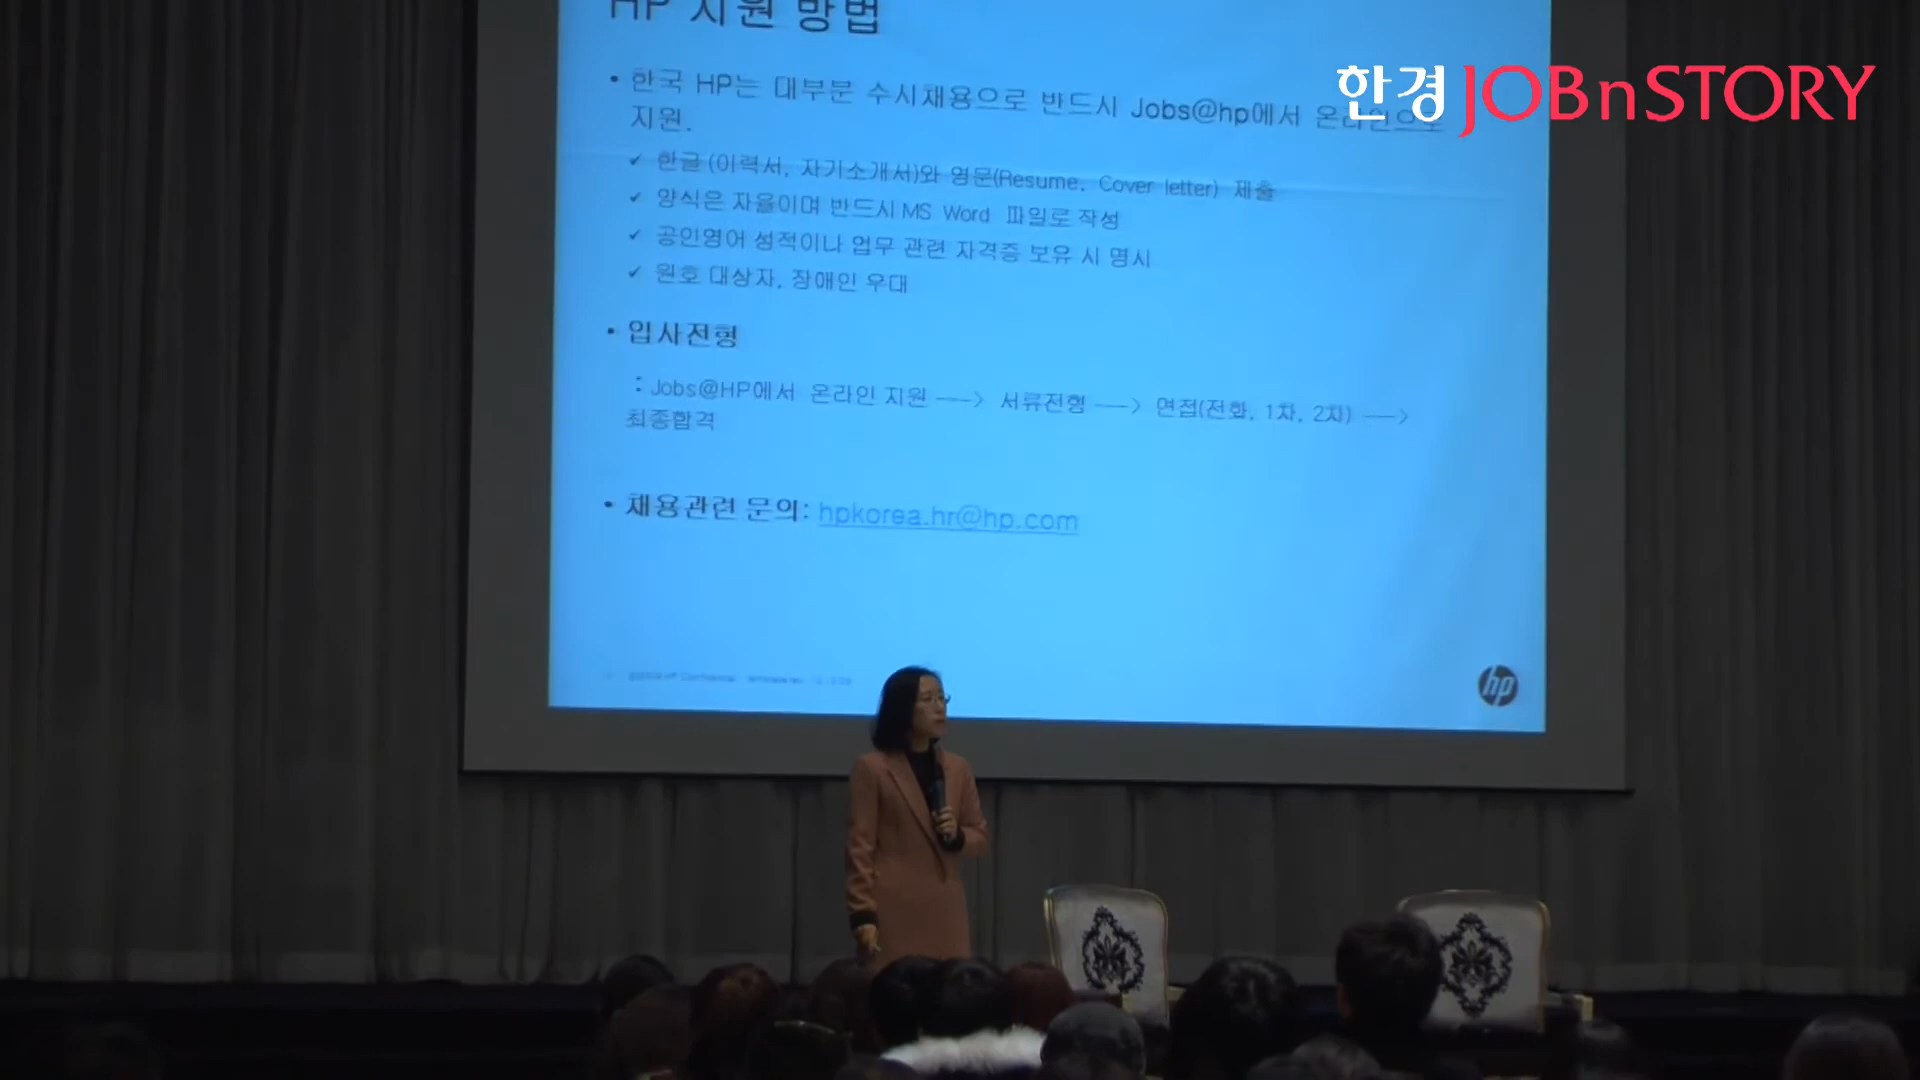 HP 지원 방법
한경 JOBnSTORY
• 한국 HP는 대부분 수시채용으로 반드시 Jobs@hp에서 온라인으로
지원.
✓ 한글(이력서, 자기소개서)와 영문(Resume, Cover letter) 제출
✓ 양식은 자율이며 반드시 MS Word 파일로 작성
✓ 공인영어 성적이나 업무 관련 자격증 보유 시 명시
✓ 원호 대상자, 장애인 우대
• 입사전형
: Jobs@HP에서 온라인 지원 ---> 서류전형 ---> 면접(전화, 1차, 2차) --->
최종합격
• 채용관련 문의: hpkorea.hr@hp.com
HP Confidential
hp